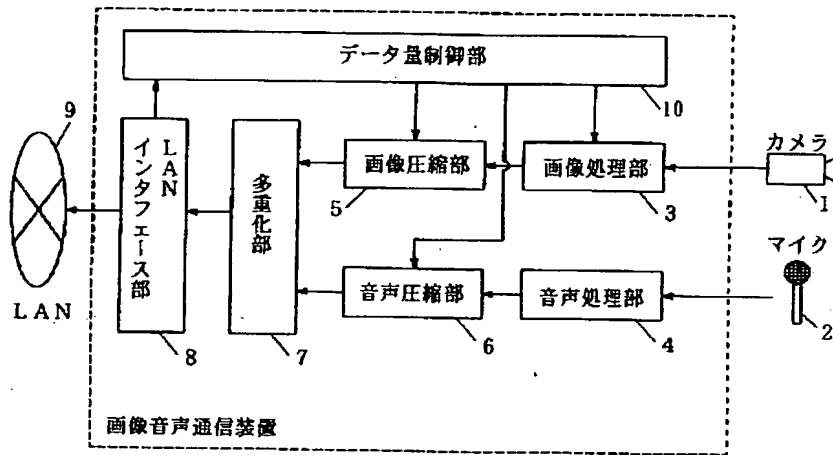 データ量制御部
10
9
LAN
インタフェース部
多重化部
画像圧縮部
画像処理部
カメラ
5
3
1
マイク
音声圧縮部
音声処理部
LAN
8
7
6
4
2
画像音声通信装置